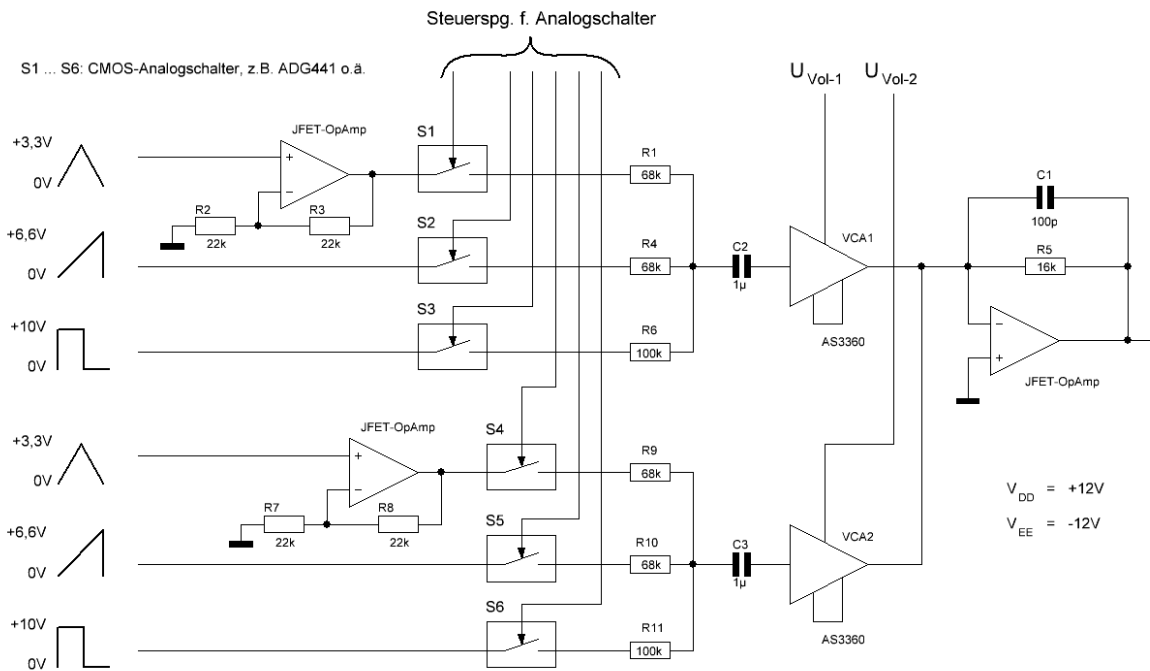 Steuerspg. f. Analogschalter
S1 ... S6: CMOS-Analogschalter, z.B. ADG441 o.ä.
U Vol-1
U Vol-2
+3,3V
0V
JFET-OpAmp
+
−
R2
22k
R3
22k
S1
R1
68k
+6,6V
0V
S2
R4
68k
+10V
0V
S3
R6
100k
C2
1µ
VCA1
AS3360
C1
100p
R5
16k
−
+
JFET-OpAmp
+3,3V
0V
JFET-OpAmp
+
−
R7
22k
R8
22k
S4
R9
68k
+6,6V
0V
S5
R10
68k
+10V
0V
S6
R11
100k
C3
1µ
VCA2
AS3360
VDD = +12V
VEE = -12V